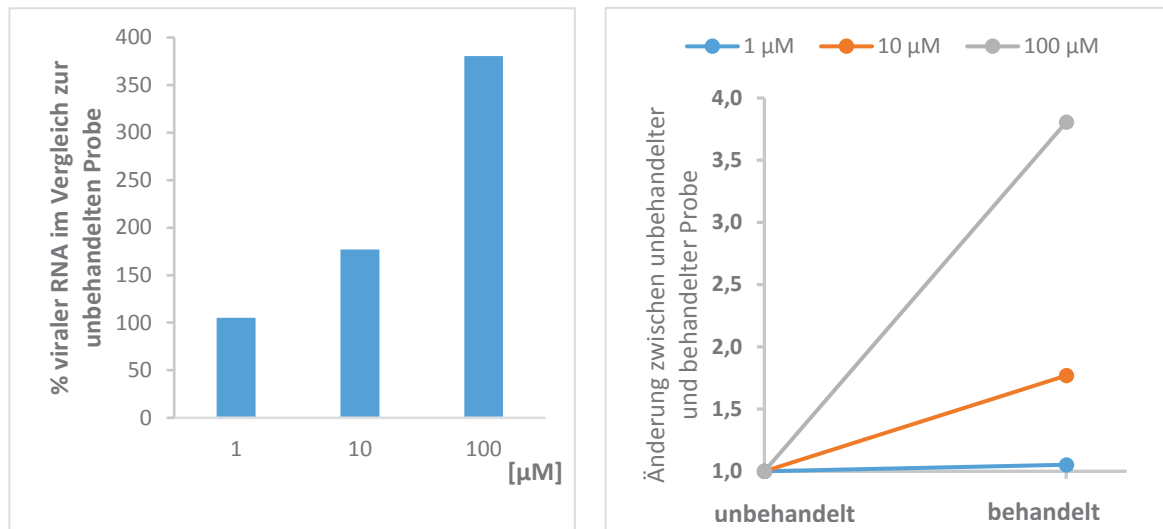 % viraler RNA im Vergleich zur
unbehandelten Probe
400
350
300
250
200
150
100
50
0
1
10
100
[µM]
1 µM
10 µM
100 µM
Änderung zwischen unbehandelter
und behandelter Probe
4,0
3,5
3,0
2,5
2,0
1,5
1,0
unbehandelt
behandelt